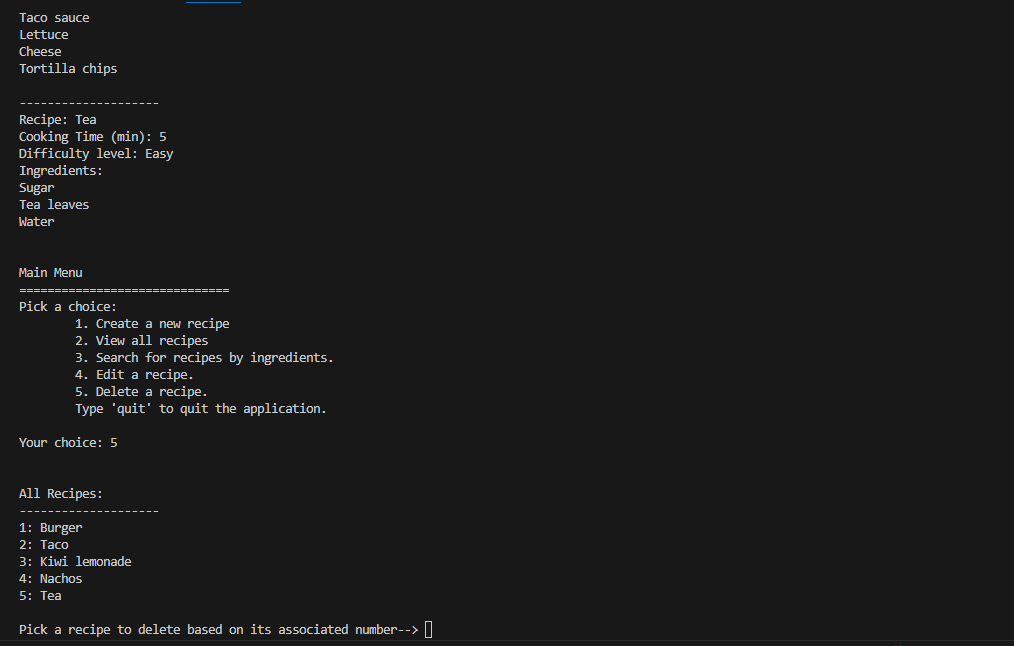 Taco sauce
Lettuce
Cheese
Tortilla chips
--------------------
Recipe: Tea
Cooking Time (min): 5
Difficulty level: Easy
Ingredients:
Sugar
Tea leaves
Water
Main Menu
==============================
Pick a choice:
1. Create a new recipe
2. View all recipes
3. Search for recipes by ingredients.
4. Edit a recipe.
5. Delete a recipe.
Type 'quit' to quit the application.
Your choice: 5
All Recipes:
--------------------
1: Burger
2: Taco
3: Kiwi lemonade
4: Nachos
5: Tea
Pick a recipe to delete based on its associated number-->